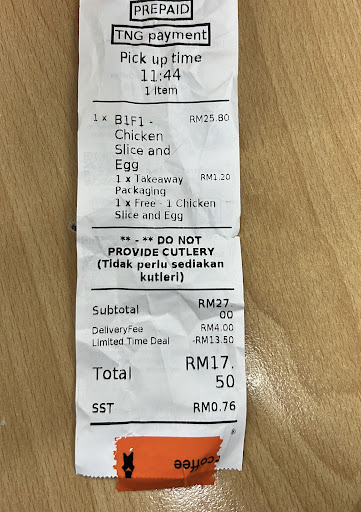 PREPAID
TNG payment
Pick up time
11:44
1 Item
1 x B1F1 - RM25.80
Chicken
Slice and
Egg
1 x Takeaway RM1.20
Packaging
1 x Free - 1 Chicken
Slice and Egg
** - ** DO NOT
PROVIDE CUTLERY
(Tidak perlu sediakan
kutleri)
Subtotal RM27.
00
DeliveryFee RM4.00
Limited Time Deal -RM13.50
Total RM17.
50
SST RM0.76
coffee